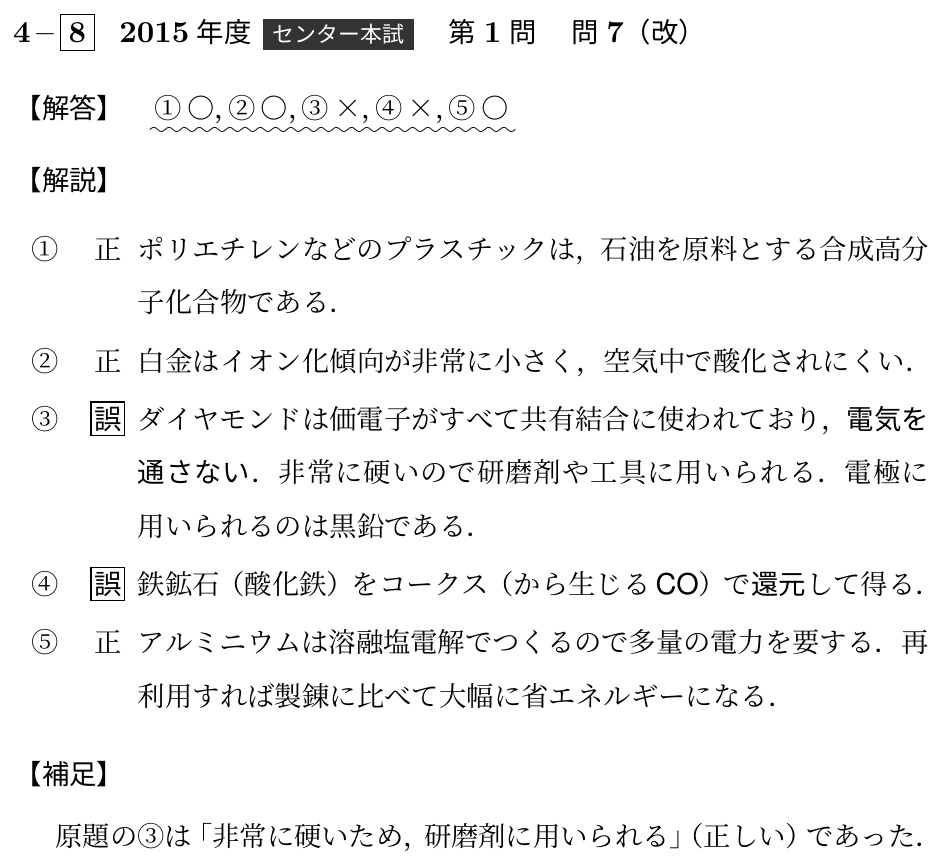 4－8 2015年度 センター本試 第1問 問7（改）
【解答】 ①○,②○,③×,④×,⑤○
【解説】
① 正 ポリエチレンなどのプラスチックは，石油を原料とする合成高分
子化合物である．
② 正 白金はイオン化傾向が非常に小さく，空気中で酸化されにくい．
③ 誤 ダイヤモンドは価電子がすべて共有結合に使われており，電気を
通さない．非常に硬いので研磨剤や工具に用いられる．電極に
用いられるのは黒鉛である．
④ 誤 鉄鉱石（酸化鉄）をコークス（から生じるCO）で還元して得る．
⑤ 正 アルミニウムは溶融塩電解でつくるので多量の電力を要する．再
利用すれば製錬に比べて大幅に省エネルギーになる．
【補足】
原題の③は「非常に硬いため，研磨剤に用いられる」（正しい）であった．